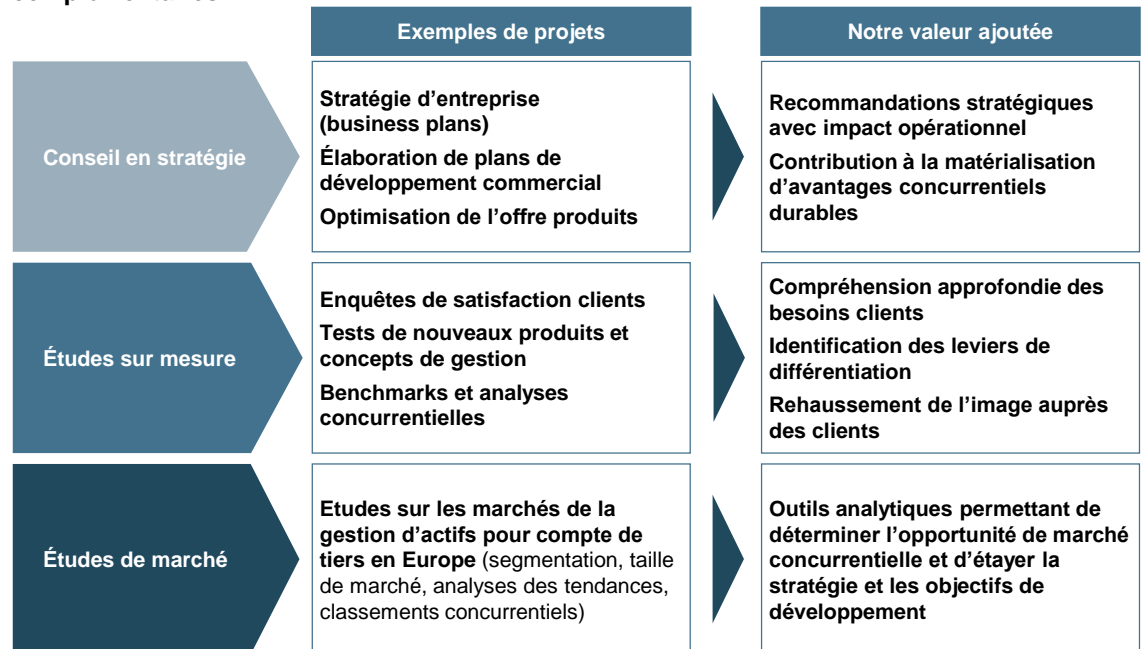 Exemples de projets
Notre valeur ajoutée
Conseil en stratégie
Stratégie d’entreprise
(business plans)
Élaboration de plans de
développement commercial
Optimisation de l’offre produits
Recommandations stratégiques
avec impact opérationnel
Contribution à la matérialisation
d’avantages concurrentiels
durables
Études sur mesure
Enquêtes de satisfaction clients
Tests de nouveaux produits et
concepts de gestion
Benchmarks et analyses
concurrentielles
Compréhension approfondie des
besoins clients
Identification des leviers de
différentiation
Rehaussement de l’image auprès
des clients
Études de marché
Etudes sur les marchés de la
gestion d’actifs pour compte de
tiers en Europe (segmentation, taille
de marché, analyses des tendances,
classements concurrentiels)
Outils analytiques permettant de
déterminer l’opportunité de marché
concurrentielle et d’étayer la
stratégie et les objectifs de
développement